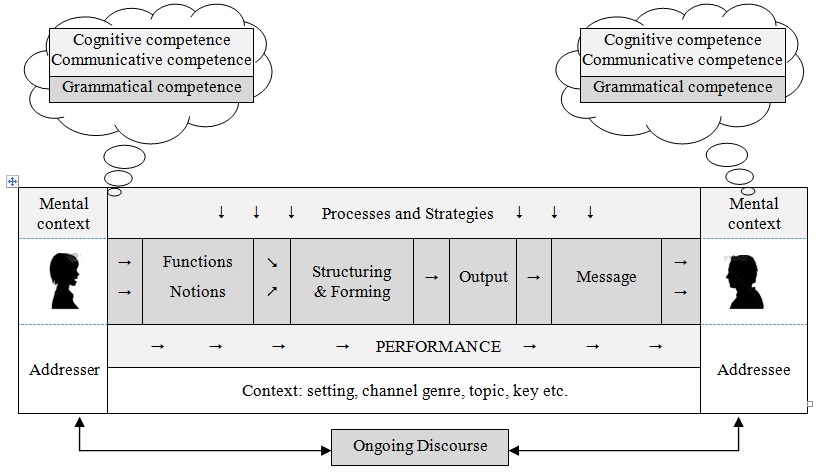 Cognitive competence
Communicative competence
Grammatical competence
Cognitive competence
Communicative competence
Grammatical competence
Mental
context
↓ ↓ ↓ Processes and Strategies ↓ ↓ ↓
Mental
context
→ Functions ↘ Structuring → Output → Message →
→ Notions ↗ & Forming →
Addresser
→ → → → PERFORMANCE → → →
Addressee
Context: setting, channel genre, topic, key etc.
Ongoing Discourse